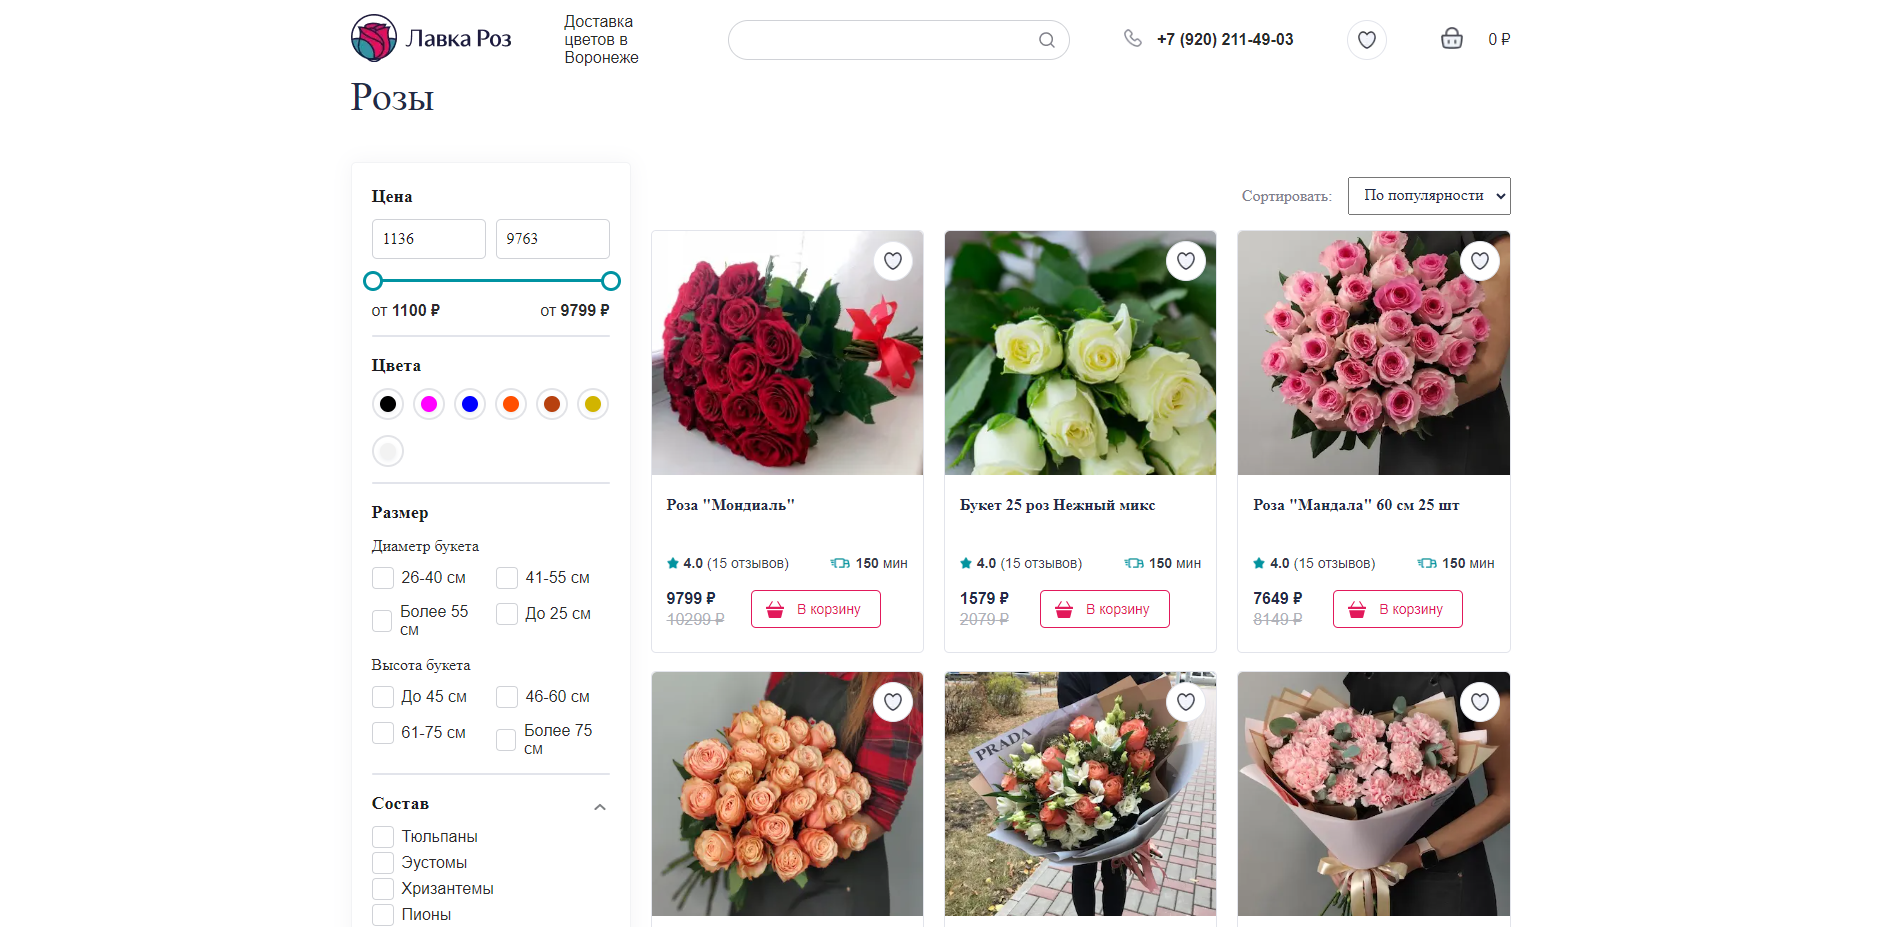 Лавка Роз
Доставка
цветов в
Воронеже
+7 (920) 211-49-03
0 ₽
Розы
Цена
1136
9763
от 1100 ₽
от 9799 ₽
Цвета
Размер
Диаметр букета
26-40 см
41-55 см
Более 55
см
До 25 см
Высота букета
До 45 см
46-60 см
61-75 см
Более 75
см
Состав
Тюльпаны
Эустомы
Хризантемы
Пионы
Сортировать:
По популярности
Роза "Мондиаль"
4.0 (15 отзывов)
150 мин
9799 ₽
10299 ₽
В корзину
Букет 25 роз Нежный микс
4.0 (15 отзывов)
150 мин
1579 ₽
2079 ₽
В корзину
Роза "Мандала" 60 см 25 шт
4.0 (15 отзывов)
150 мин
7649 ₽
8149 ₽
В корзину
PRADA